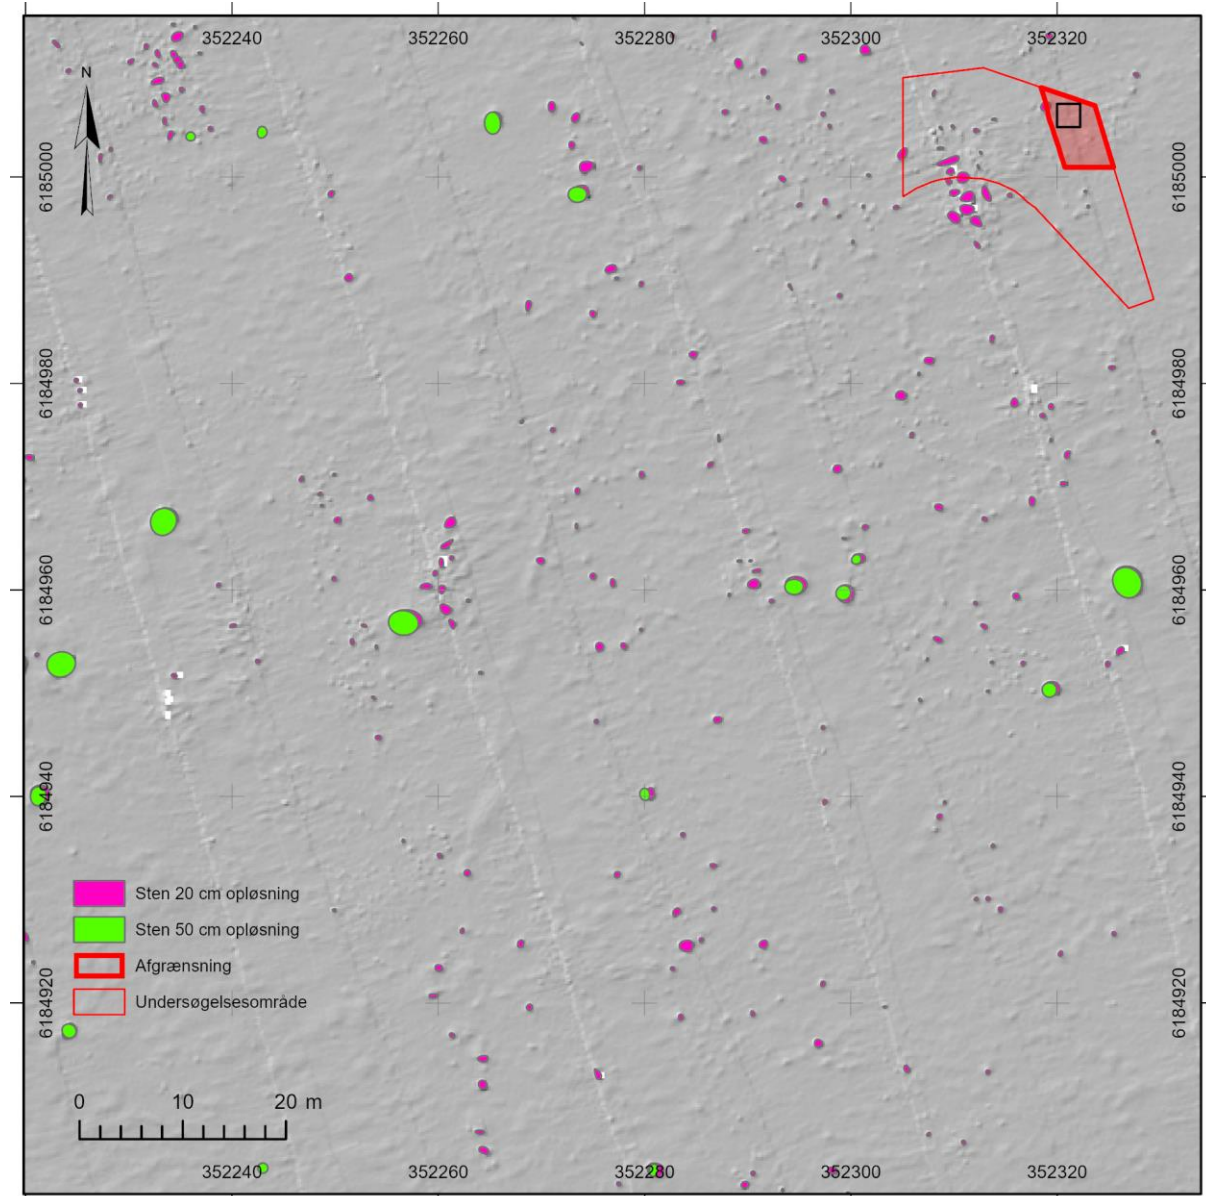 352240 352260 352280 352300 352320
N
6185000 6185000
6184980 6184980
6184960 6184960
6184940 6184940
Sten 20 cm opløsning
Sten 50 cm opløsning
Afgrænsning
Undersøgelsesområde
6184920 6184920
0 10 20 m
352240 352260 352280 352300 352320